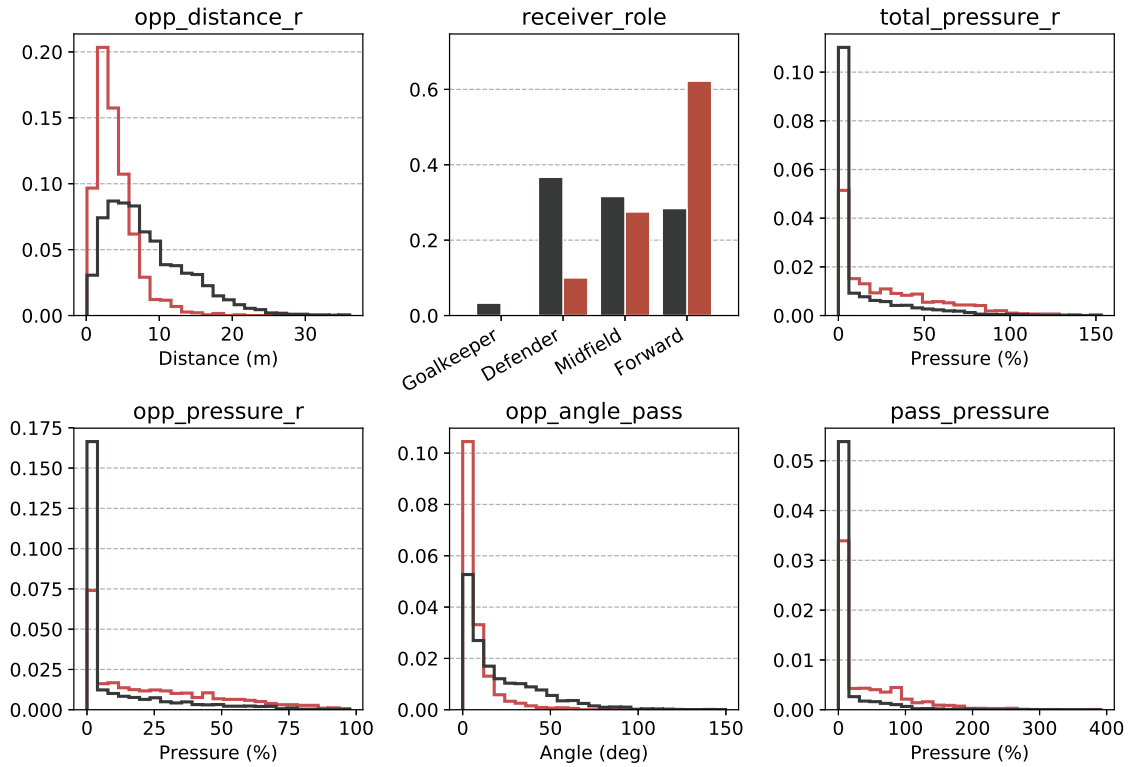 opp_distance_r
0.20
0.15
0.10
0.05
0.00
0 10 20 30
Distance (m)
receiver_role
0.6
0.4
0.2
0.0
Goalkeeper Defender Midfield Forward
total_pressure_r
0.10
0.08
0.06
0.04
0.02
0.00
0 50 100 150
Pressure (%)
opp_pressure_r
0.175
0.150
0.125
0.100
0.075
0.050
0.025
0.000
0 25 50 75 100
Pressure (%)
opp_angle_pass
0.10
0.08
0.06
0.04
0.02
0.00
0 50 100 150
Angle (deg)
pass_pressure
0.05
0.04
0.03
0.02
0.01
0.00
0 100 200 300 400
Pressure (%)